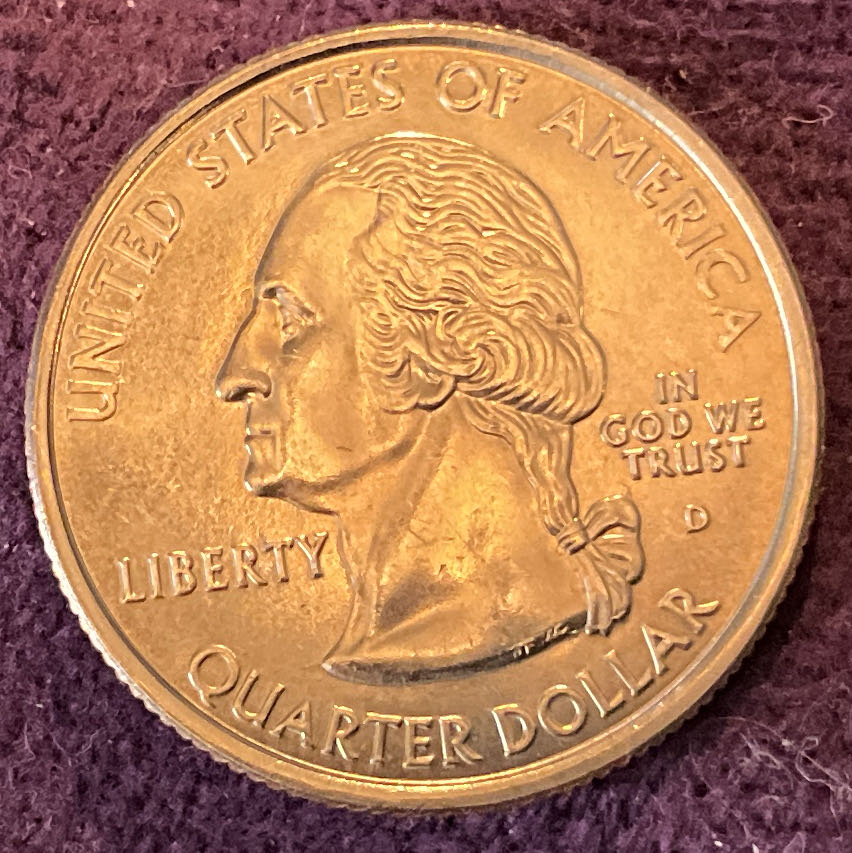 UNITED STATES OF AMERICA
LIBERTY
IN
GOD WE
TRUST
D
QUARTER DOLLAR